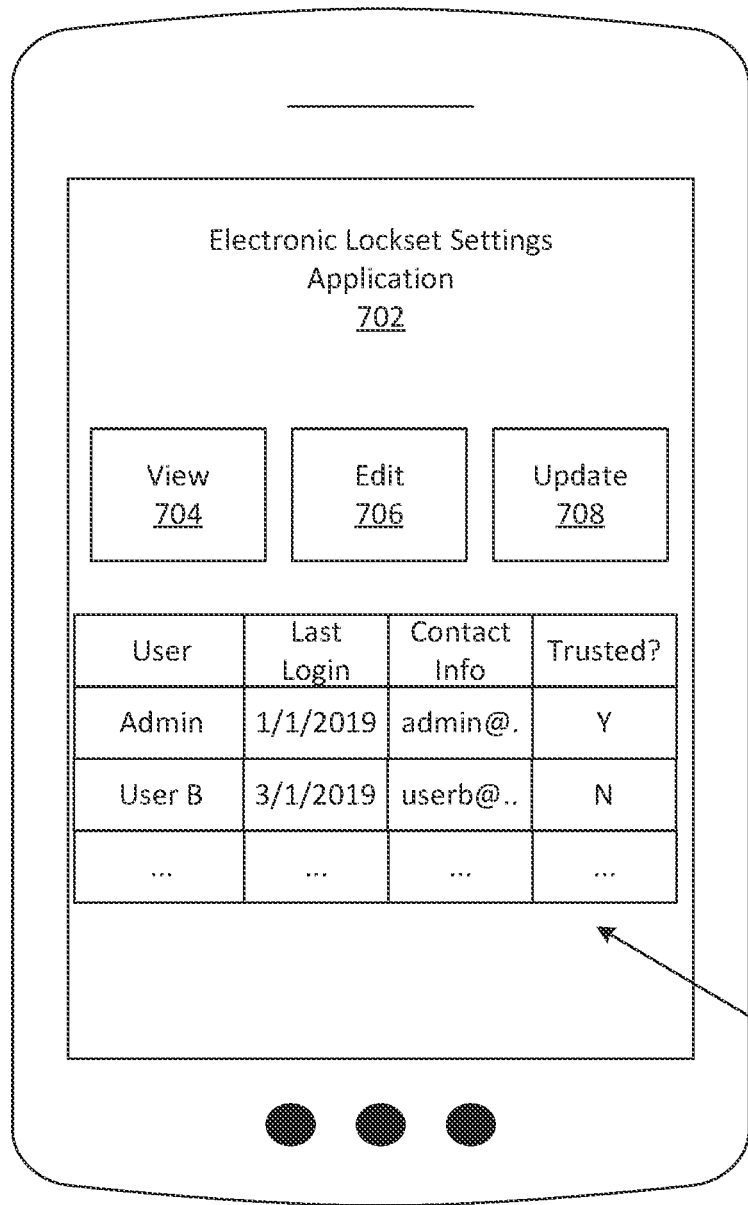 Electronic Lockset Settings
Application
702
View
704
Edit
706
Update
708
User
Last
Login
Contact
Info
Trusted?
Admin
1/1/2019
admin@.
Y
User B
3/1/2019
userb@..
N
...
...
...
...